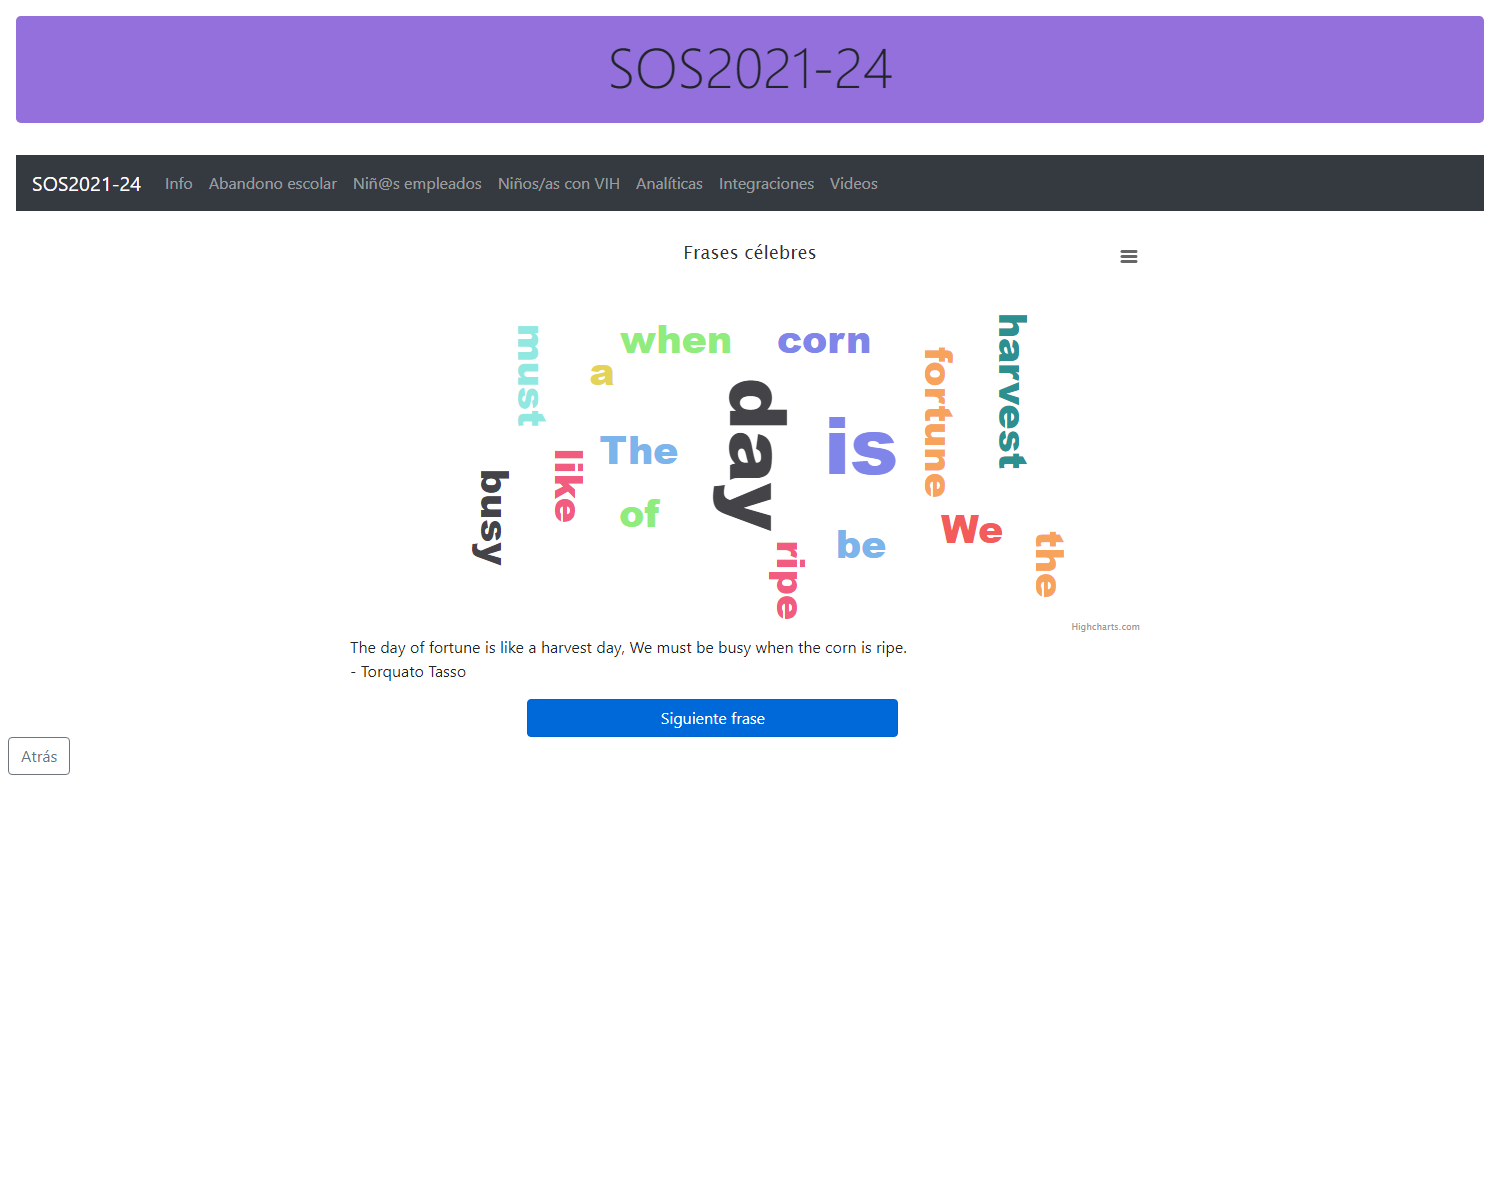 SOS2021-24
SOS2021-24 Info Abandono escolar Niñ@s empleados Niños/as con VIH Analíticas Integraciones Videos
Frases célebres
must
a
when
corn
fortune
harvest
day
is
The
like
busy
of
ripe
be
We
the
Highcharts.com
The day of fortune is like a harvest day, We must be busy when the corn is ripe.
- Torquato Tasso
Siguiente frase
Atrás